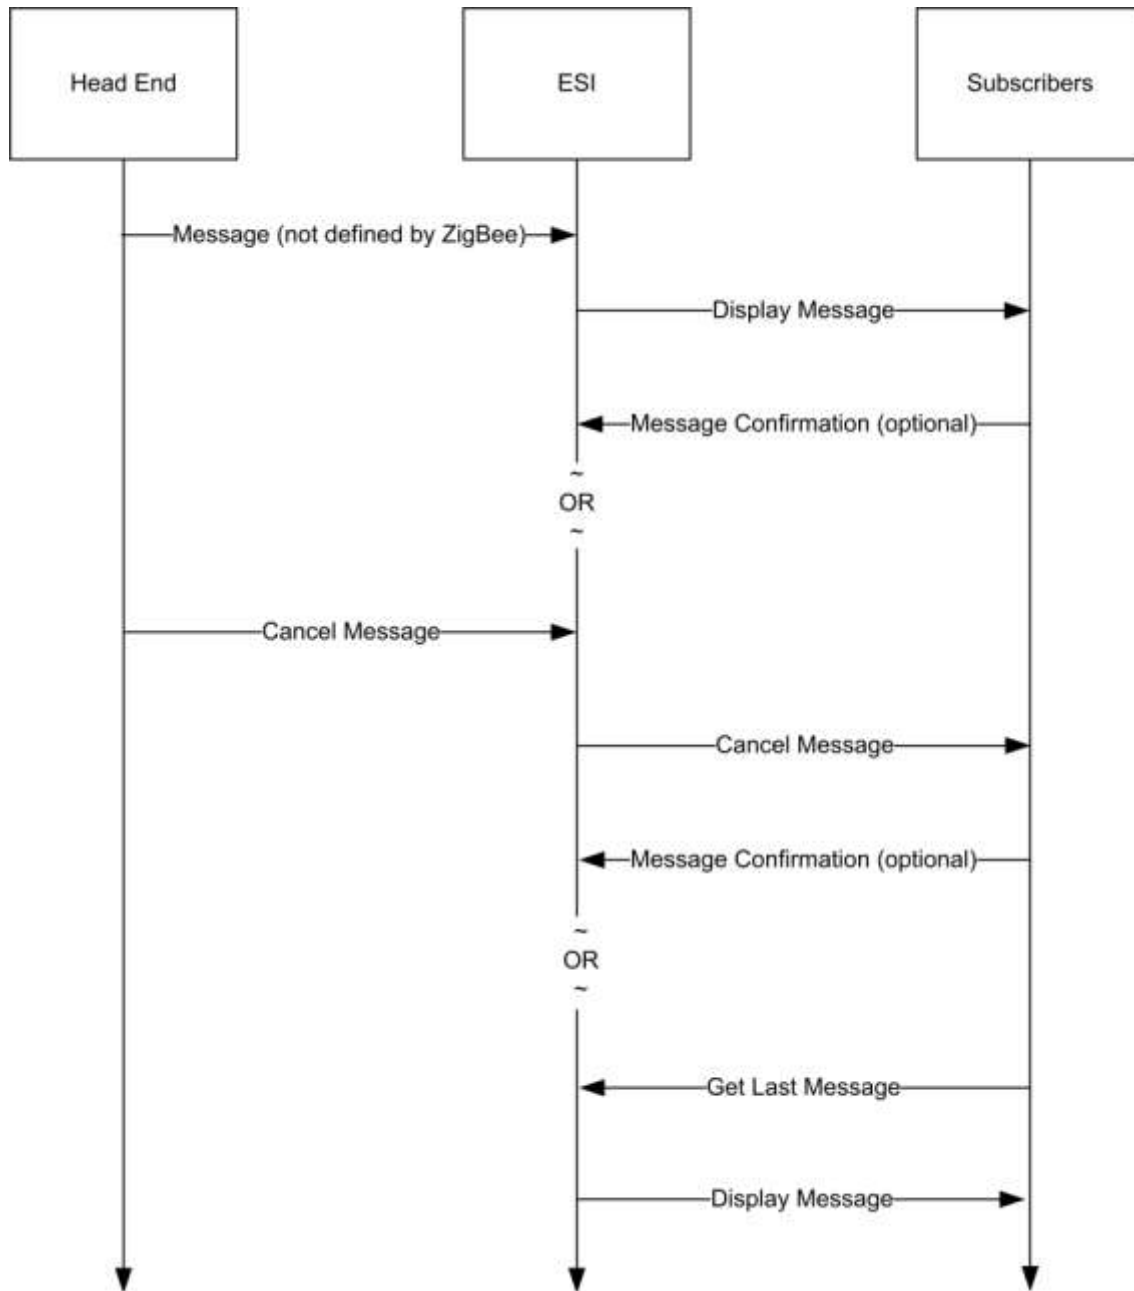 Head End
ESI
Subscribers
Message (not defined by ZigBee)
Display Message
Message Confirmation (optional)
~
OR
~
Cancel Message
Cancel Message
Message Confirmation (optional)
~
OR
~
Get Last Message
Display Message